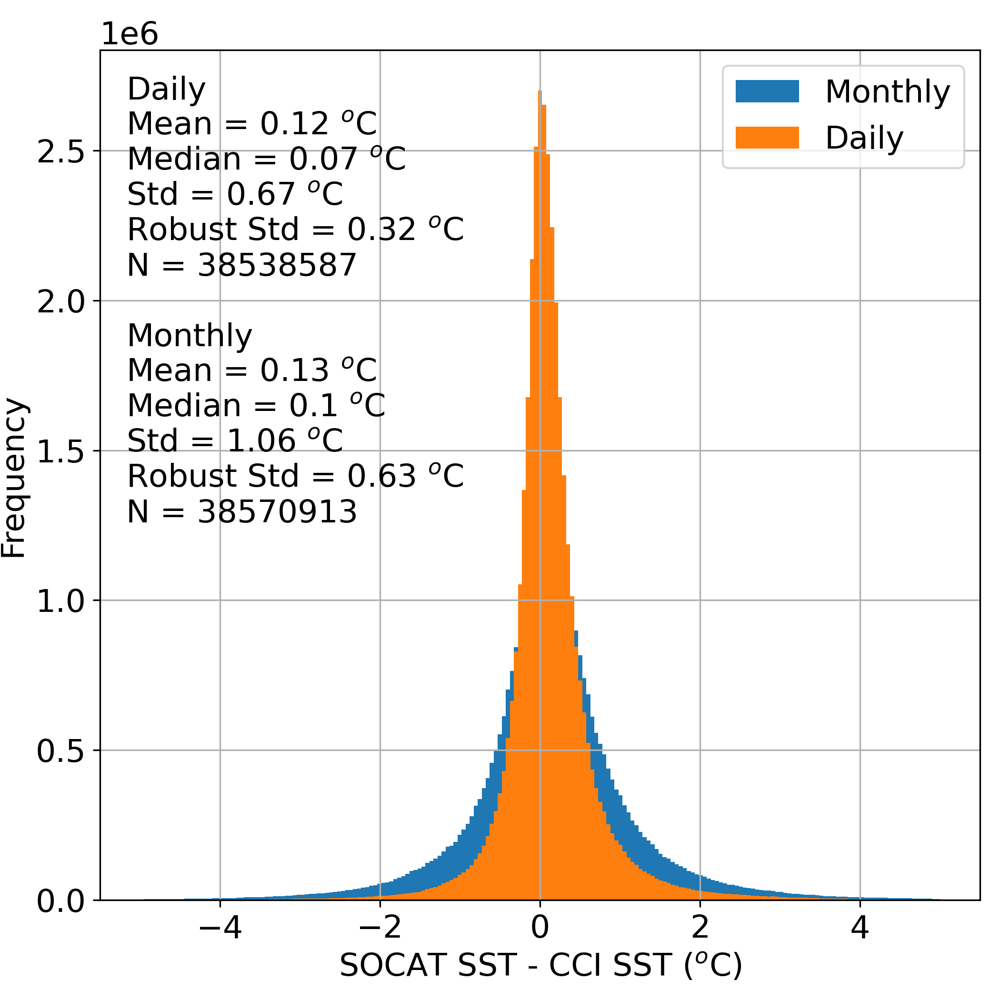 1e6
Daily
Mean = 0.12 °C
Median = 0.07 °C
Std = 0.67 °C
Robust Std = 0.32 °C
N = 38538587
Monthly
Mean = 0.13 °C
Median = 0.1 °C
Std = 1.06 °C
Robust Std = 0.63 °C
N = 38570913
Monthly
Daily
Frequency
2.5
2.0
1.5
1.0
0.5
0.0
−4 −2 0 2 4
SOCAT SST - CCI SST (°C)